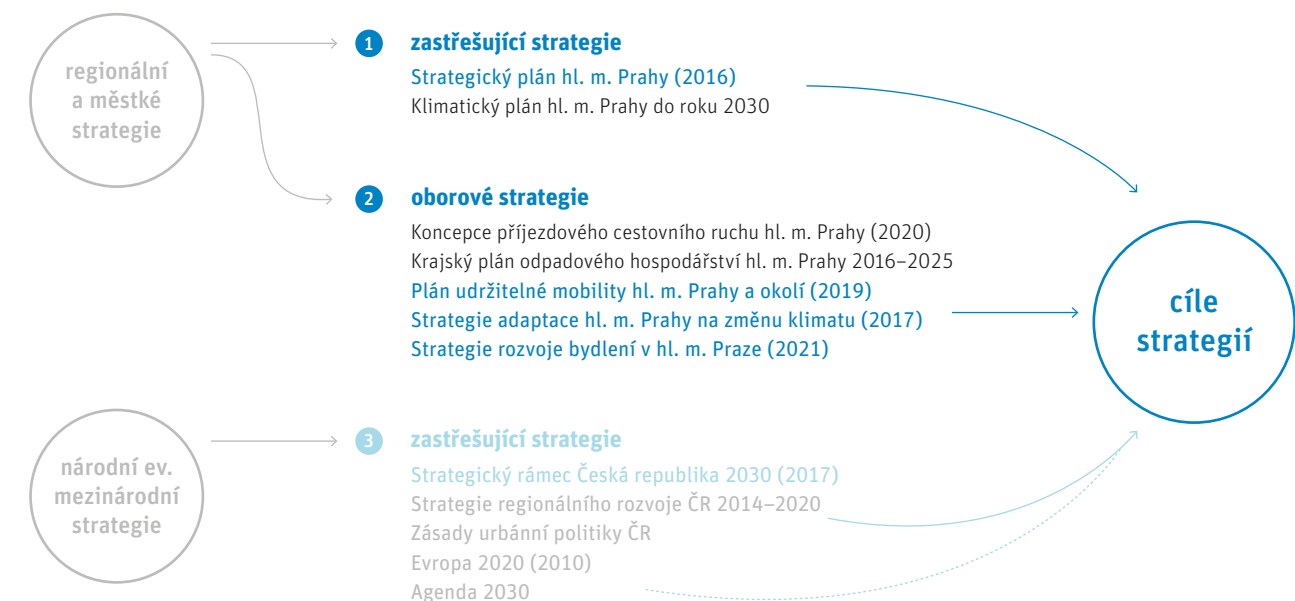 regionální
a městké
strategie
1 zastřešující strategie
Strategický plán hl. m. Prahy (2016)
Klimatický plán hl. m. Prahy do roku 2030
2 oborové strategie
Koncepce příjezdového cestovního ruchu hl. m. Prahy (2020)
Krajský plán odpadového hospodářství hl. m. Prahy 2016–2025
Plán udržitelné mobility hl. m. Prahy a okolí (2019)
Strategie adaptace hl. m. Prahy na změnu klimatu (2017)
Strategie rozvoje bydlení v hl. m. Praze (2021)
cíle
strategií
národní ev.
mezinárodní
strategie
3 zastřešující strategie
Strategický rámec Česká republika 2030 (2017)
Strategie regionálního rozvoje ČR 2014–2020
Zásady urbánní politiky ČR
Evropa 2020 (2010)
Agenda 2030